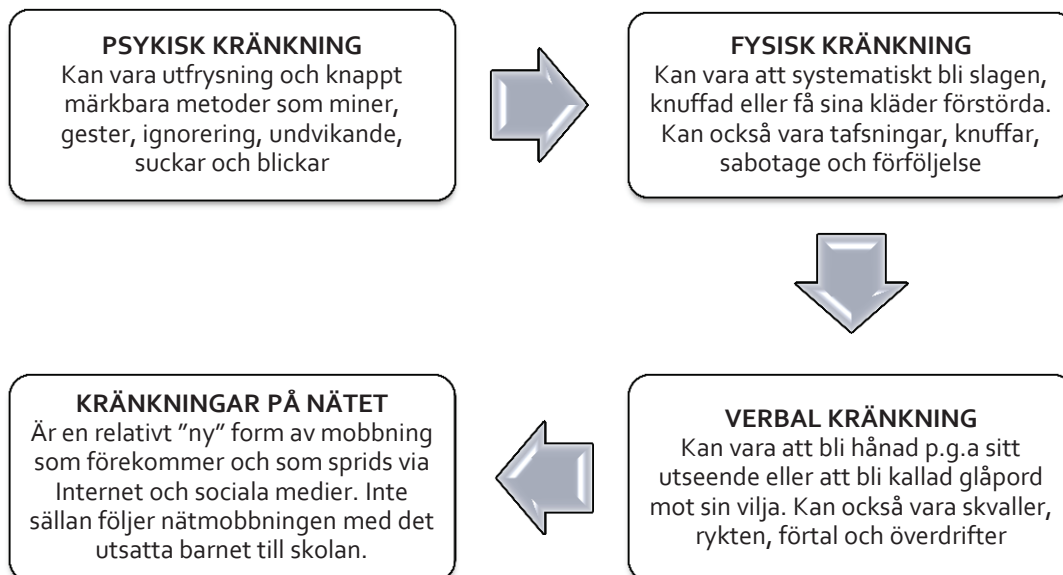 PSYKISK KRÄNKNING
Kan vara utfrysning och knappt
märkbara metoder som miner,
gester, ignorering, undvikande,
suckar och blickar
FYSISK KRÄNKNING
Kan vara att systematiskt bli slagen,
knuffad eller få sina kläder förstörda.
Kan också vara tafsningar, knuffar,
sabotage och förföljelse
VERBAL KRÄNKNING
Kan vara att bli hånad p.g.a sitt
utseende eller att bli kallad glåpord
mot sin vilja. Kan också vara skvaller,
rykten, förtal och överdrifter
KRÄNKNINGAR PÅ NÄTET
Är en relativt ”ny” form av mobbning
som förekommer och som sprids via
Internet och sociala medier. Inte
sällan följer nätmobbningen med det
utsatta barnet till skolan.